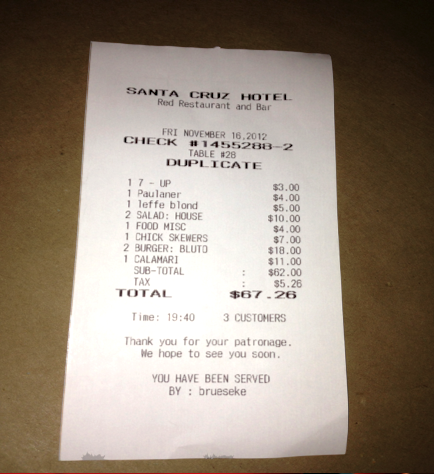 SANTA CRUZ HOTEL
Red Restaurant and Bar
FRI NOVEMBER 16,2012
CHECK #1455288-2
TABLE #28
DUPLICATE
1 7 - UP $3.00
1 Paulaner $4.00
1 leffe blond $5.00
2 SALAD: HOUSE $10.00
1 FOOD MISC $4.00
1 CHICK SKEWERS $7.00
2 BURGER: BLUTO $18.00
1 CALAMARI $11.00
SUB-TOTAL : $62.00
TAX : $5.26
TOTAL $67.26
Time: 19:40 3 CUSTOMERS
Thank you for your patronage.
We hope to see you soon.
YOU HAVE BEEN SERVED
BY : brueseke